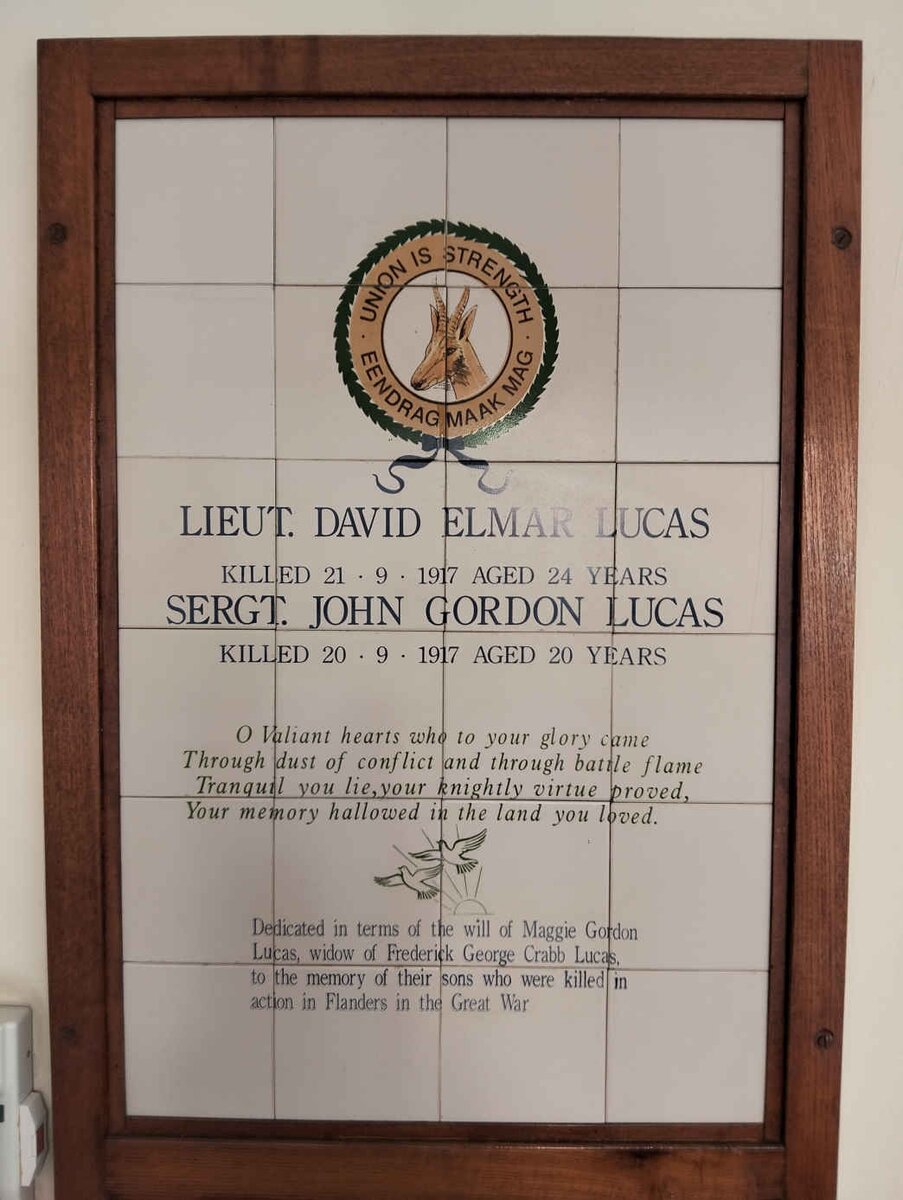 · UNION IS STRENGTH ·
EENDRAG MAAK MAG
LIEUT. DAVID ELMAR LUCAS
KILLED 21 · 9 · 1917 AGED 24 YEARS
SERGT. JOHN GORDON LUCAS
KILLED 20 · 9 · 1917 AGED 20 YEARS
O Valiant hearts who to your glory came
Through dust of conflict and through battle flame
Tranquil you lie,your knightly virtue proved,
Your memory hallowed in the land you loved.
Dedicated in terms of the will of Maggie Gordon
Lucas, widow of Frederick George Crabb Lucas,
to the memory of their sons who were killed in
action in Flanders in the Great War